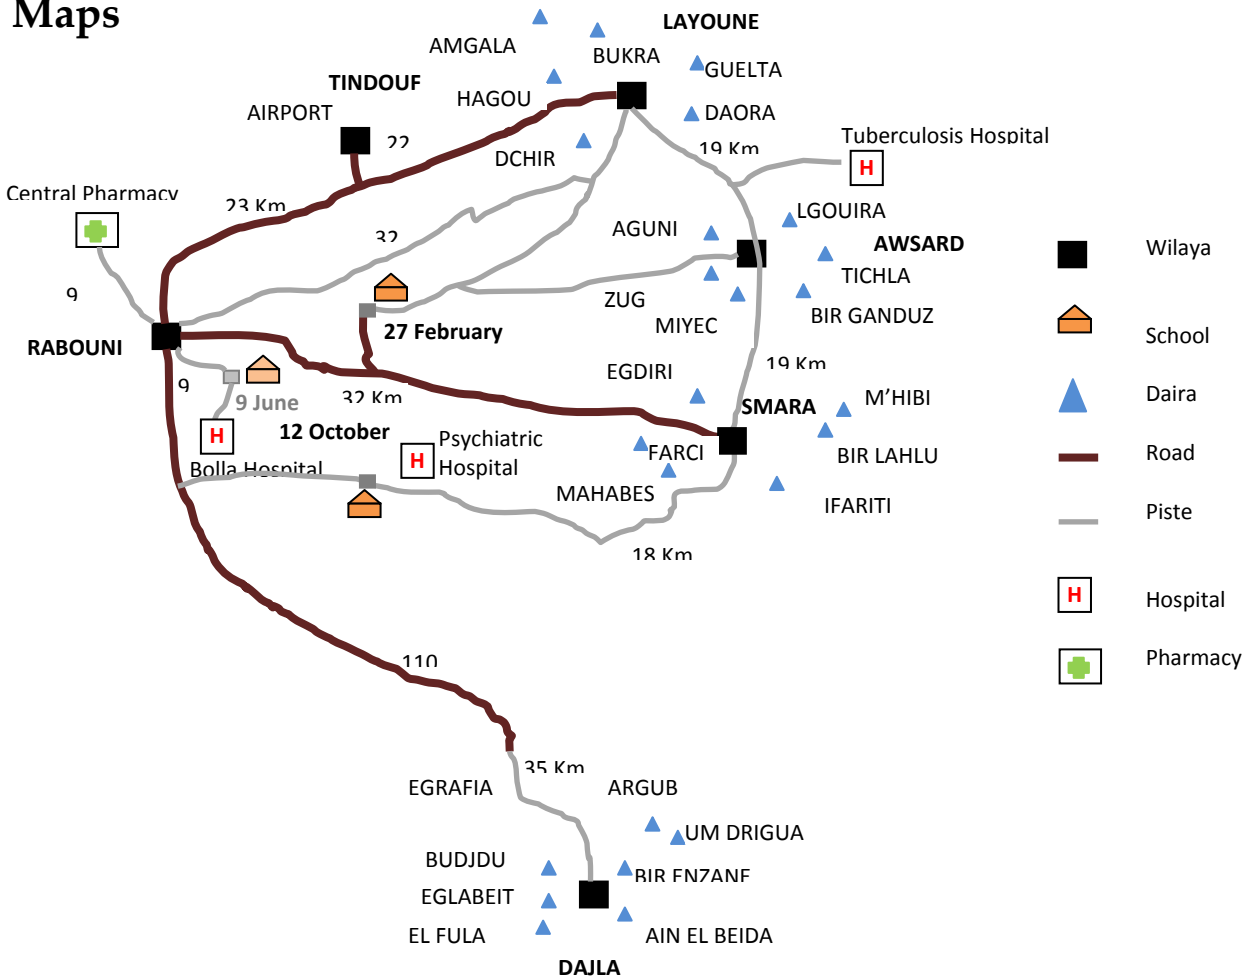 Maps
LAYOUNE
AMGALA
BUKRA
TINDOUF
GUELTA
HAGOU
AIRPORT
DAORA
22
Tuberculosis Hospital
19 Km
DCHIR
H
Central Pharmacy
23 Km
LGOUIRA
32
AGUNI
AWSARD
Wilaya
TICHLA
9
ZUG
BIR GANDUZ
MIYEC
27 February
School
RABOUNI
19 Km
EGDIRI
9
32 Km
9 June
SMARA
M'HIBI
Daira
12 October
H
Psychiatric
Hospital
H
FARCI
BIR LAHLU
Road
Bolla Hospital
MAHABES
IFARITI
Piste
18 Km
H
Hospital
110
Pharmacy
35 Km
EGRAFIA
ARGUB
UM DRIGUA
BUDJDU
BIR ENZANE
EGLABEIT
EL FULA
AIN EL BEIDA
DAJLA